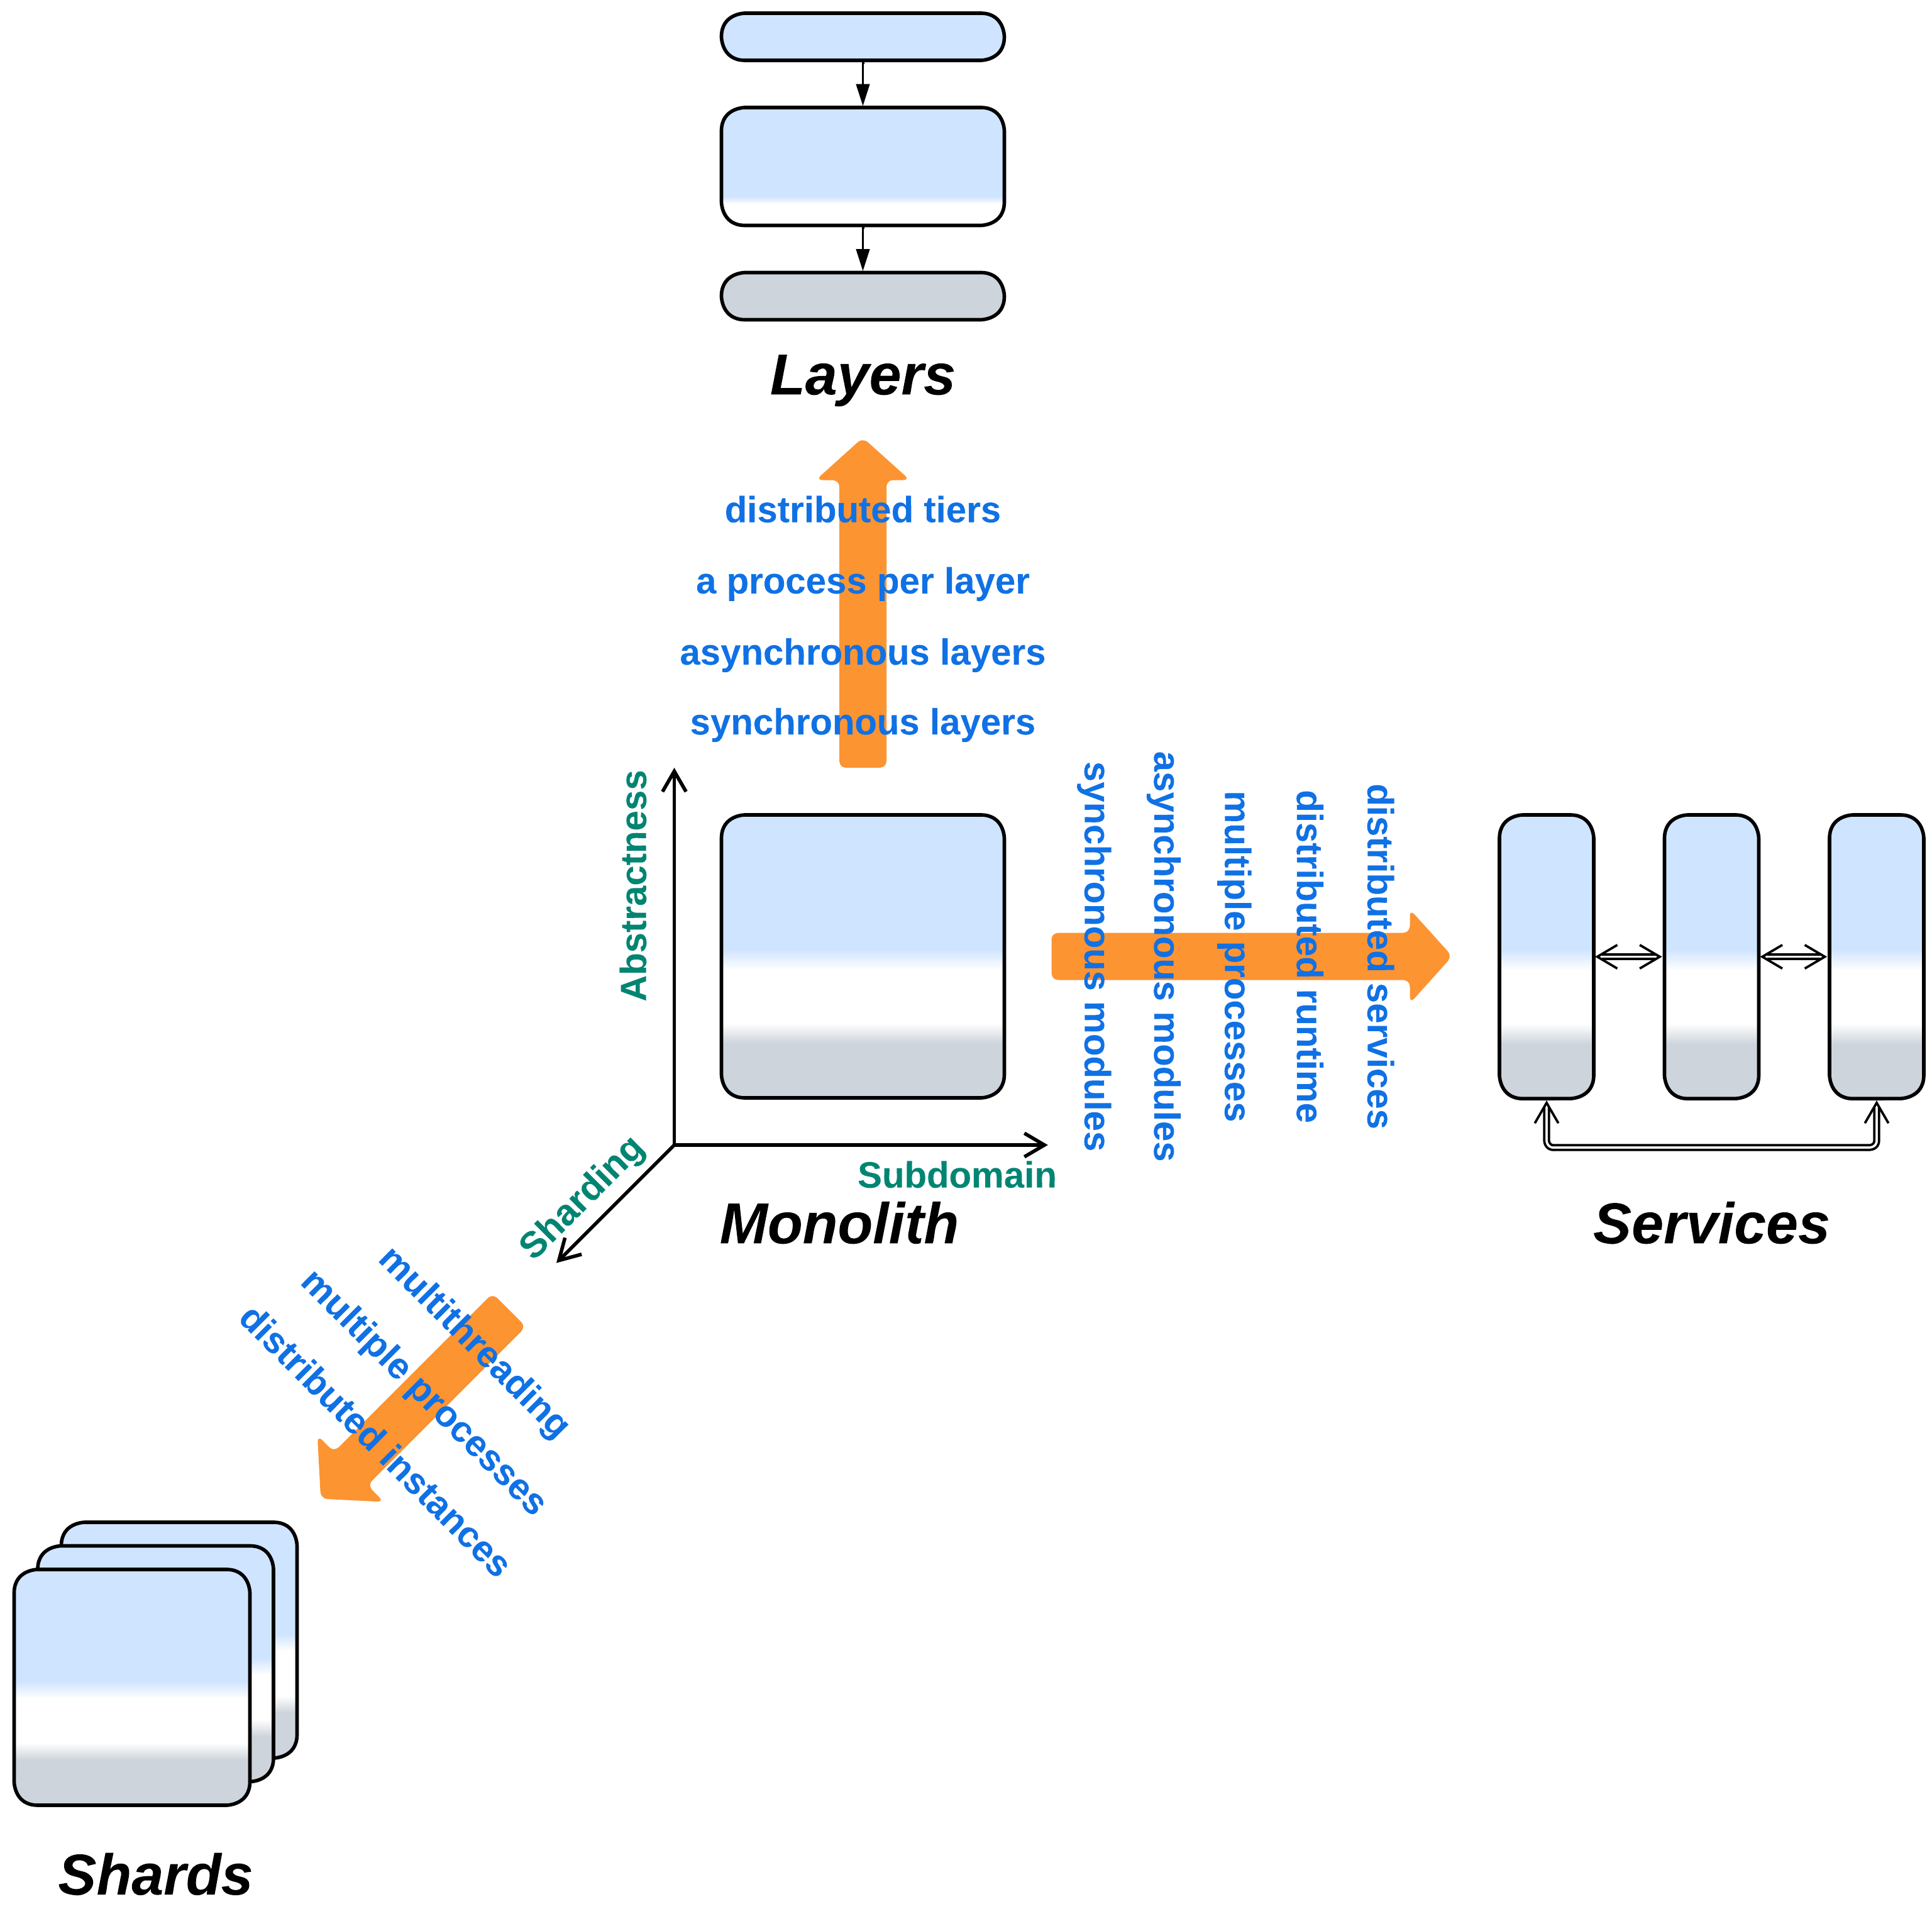 Layers
distributed tiers
a process per layer
asynchronous layers
synchronous layers
Abstractness
synchronous modules
asynchronous modules
multiple processes
distributed runtime
distributed services
Subdomain
Sharding
Monolith
Services
multithreading
multiple processes
distributed instances
Shards